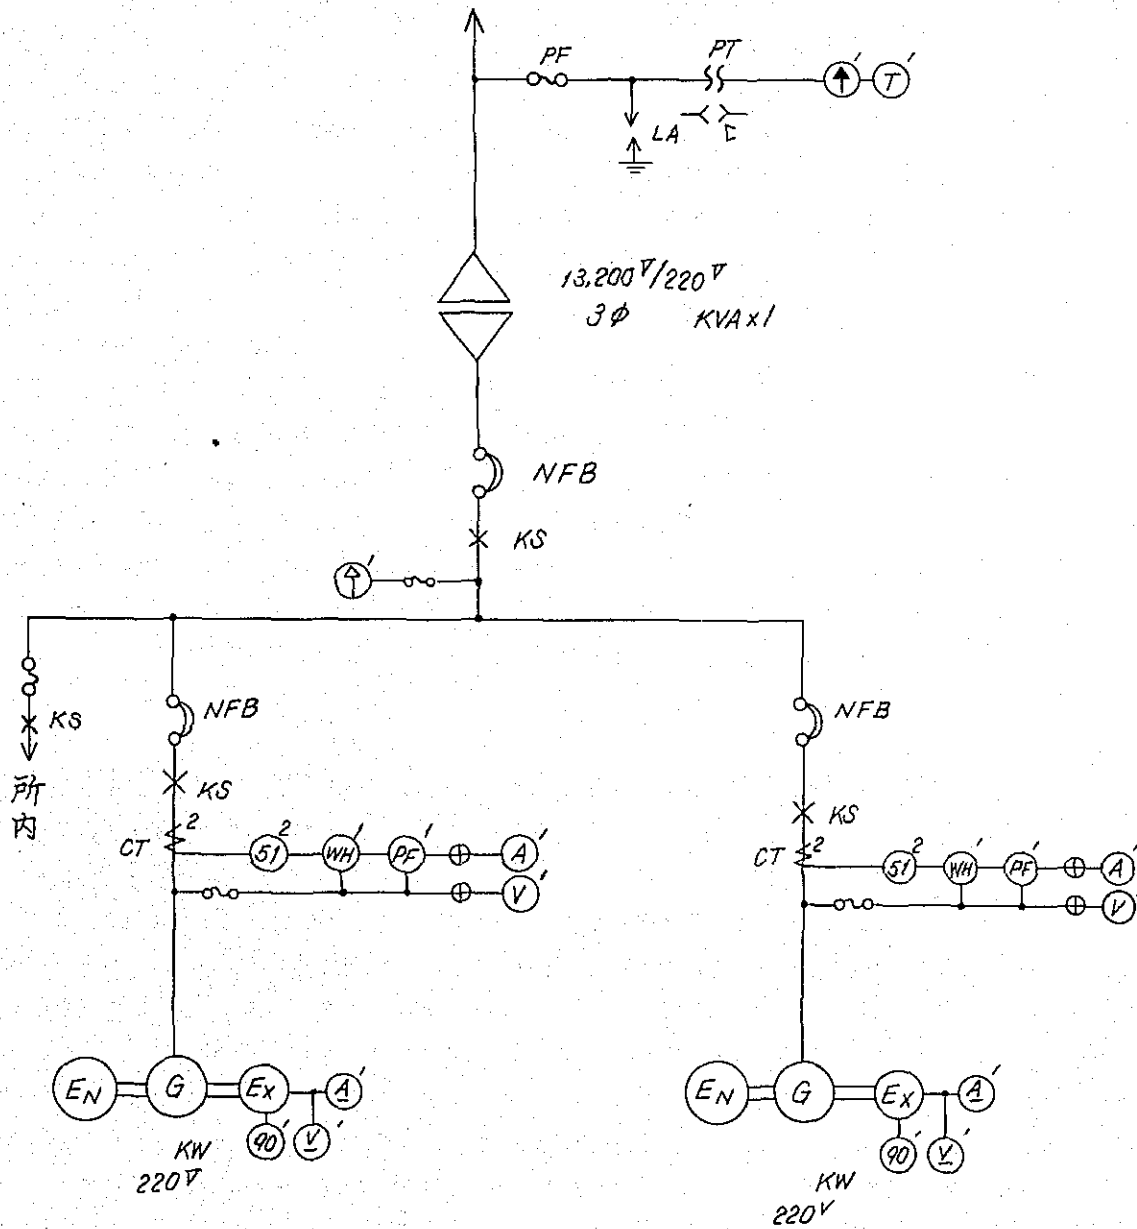 PF
PT
T'
LA
13,200V/220V
3φ KVA×1
NFB
KS
KS
所内
NFB
KS
CT 2
51 2
WH'
PF'
A'
V'
NFB
KS
CT 2
51 2
WH'
PF'
A'
V'
EN
G
EX
A'
90'
V'
KW
220V
EN
G
EX
A'
90'
V'
KW
220V